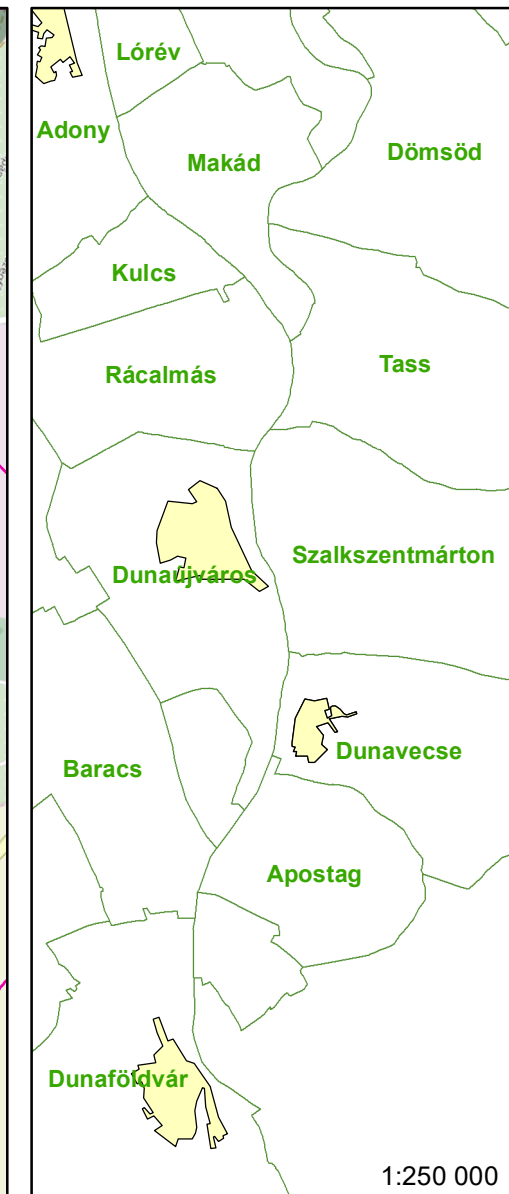 Lórév
Adony
Makád
Dömsöd
Kulcs
Rácalmás
Tass
Szalkszentmárton
Dunaújváros
Dunavecse
Baracs
Apostag
Dunaföldvár
1:250 000